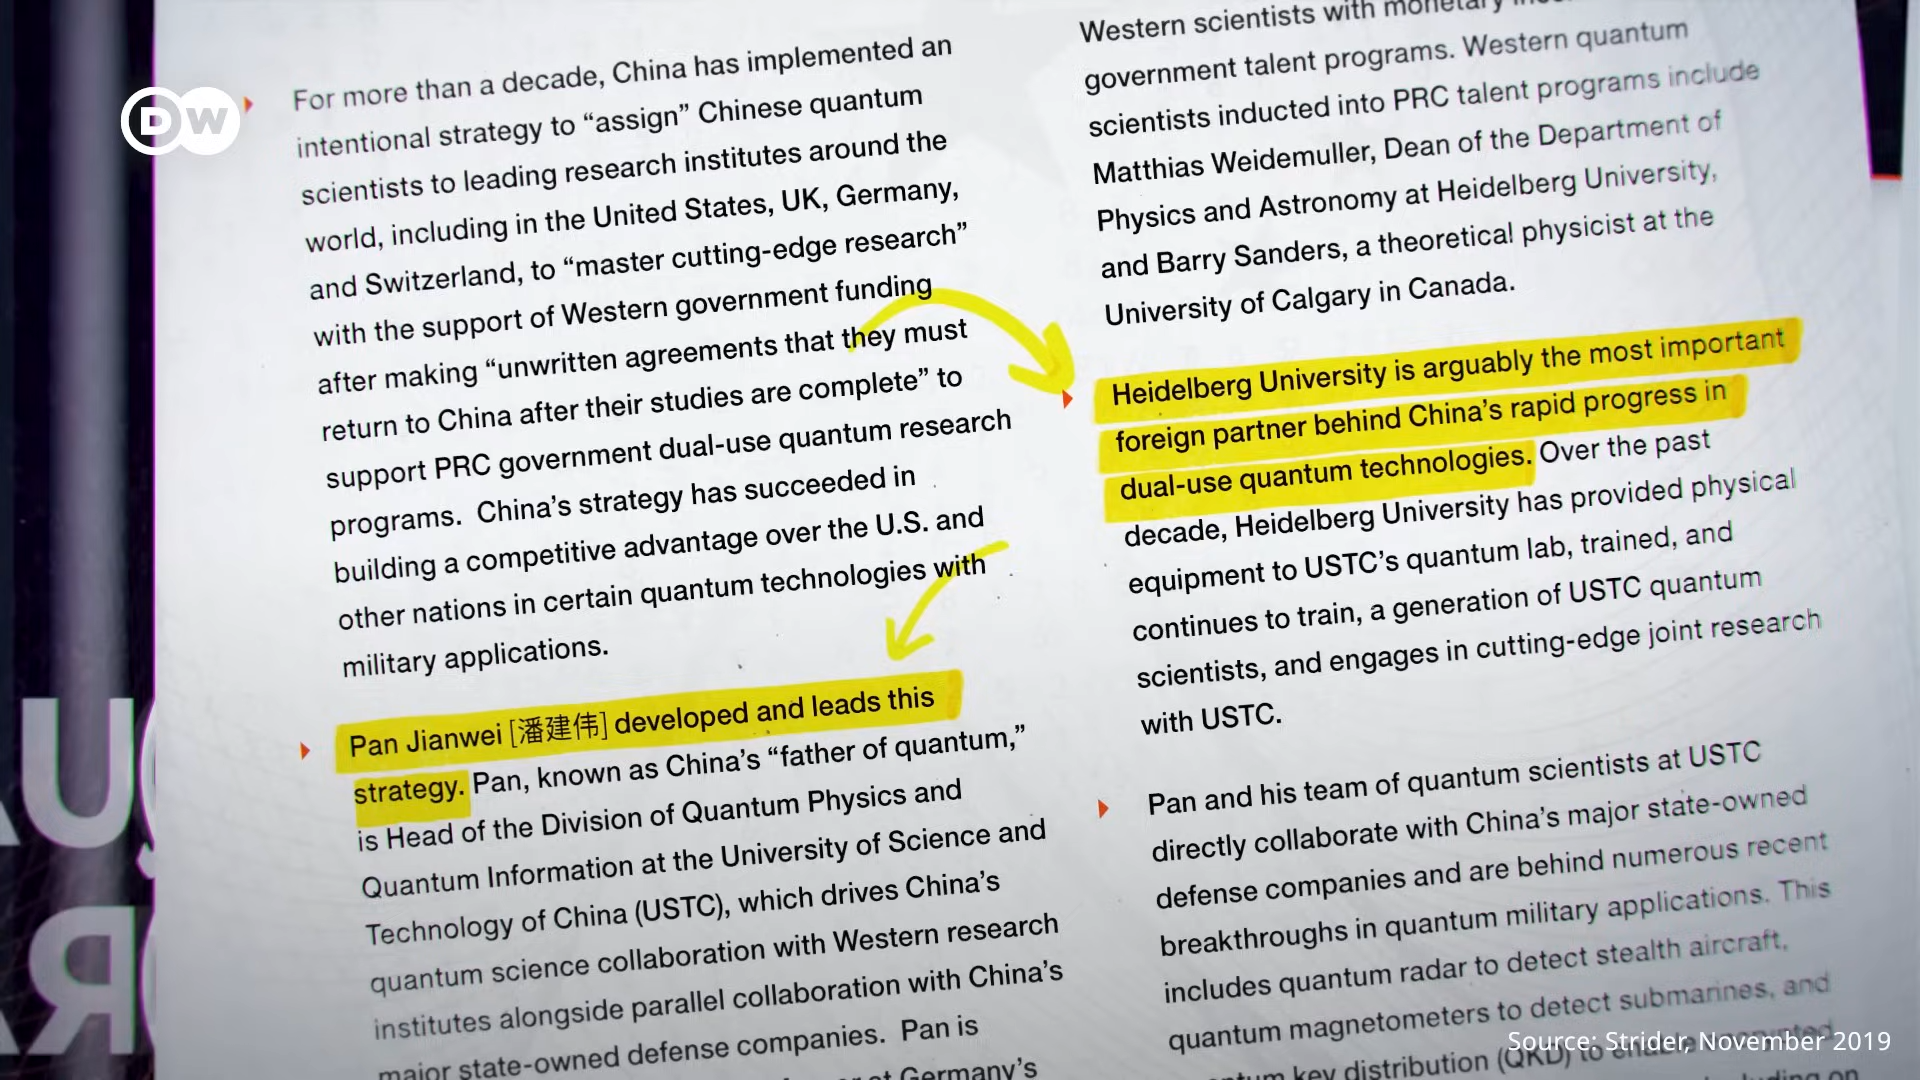 DW
For more than a decade, China has implemented an
intentional strategy to “assign” Chinese quantum
scientists to leading research institutes around the
world, including in the United States, UK, Germany,
and Switzerland, to “master cutting-edge research”
with the support of Western government funding
after making “unwritten agreements that they must
return to China after their studies are complete” to
support PRC government dual-use quantum research
programs. China’s strategy has succeeded in
building a competitive advantage over the U.S. and
other nations in certain quantum technologies with
military applications.
Pan Jianwei [潘建伟] developed and leads this
strategy. Pan, known as China’s “father of quantum,”
is Head of the Division of Quantum Physics and
Quantum Information at the University of Science and
Technology of China (USTC), which drives China’s
quantum science collaboration with Western research
institutes alongside parallel collaboration with China’s
major state-owned defense companies. Pan is
at Germany’s
Western scientists with monetary
government talent programs. Western quantum
scientists inducted into PRC talent programs include
Matthias Weidemuller, Dean of the Department of
Physics and Astronomy at Heidelberg University,
and Barry Sanders, a theoretical physicist at the
University of Calgary in Canada.
Heidelberg University is arguably the most important
foreign partner behind China’s rapid progress in
dual-use quantum technologies. Over the past
decade, Heidelberg University has provided physical
equipment to USTC’s quantum lab, trained, and
continues to train, a generation of USTC quantum
scientists, and engages in cutting-edge joint research
with USTC.
Pan and his team of quantum scientists at USTC
directly collaborate with China’s major state-owned
defense companies and are behind numerous recent
breakthroughs in quantum military applications. This
includes quantum radar to detect stealth aircraft,
quantum magnetometers to detect submarines, and
key distribution (QKD) to
Source: Strider, November 2019